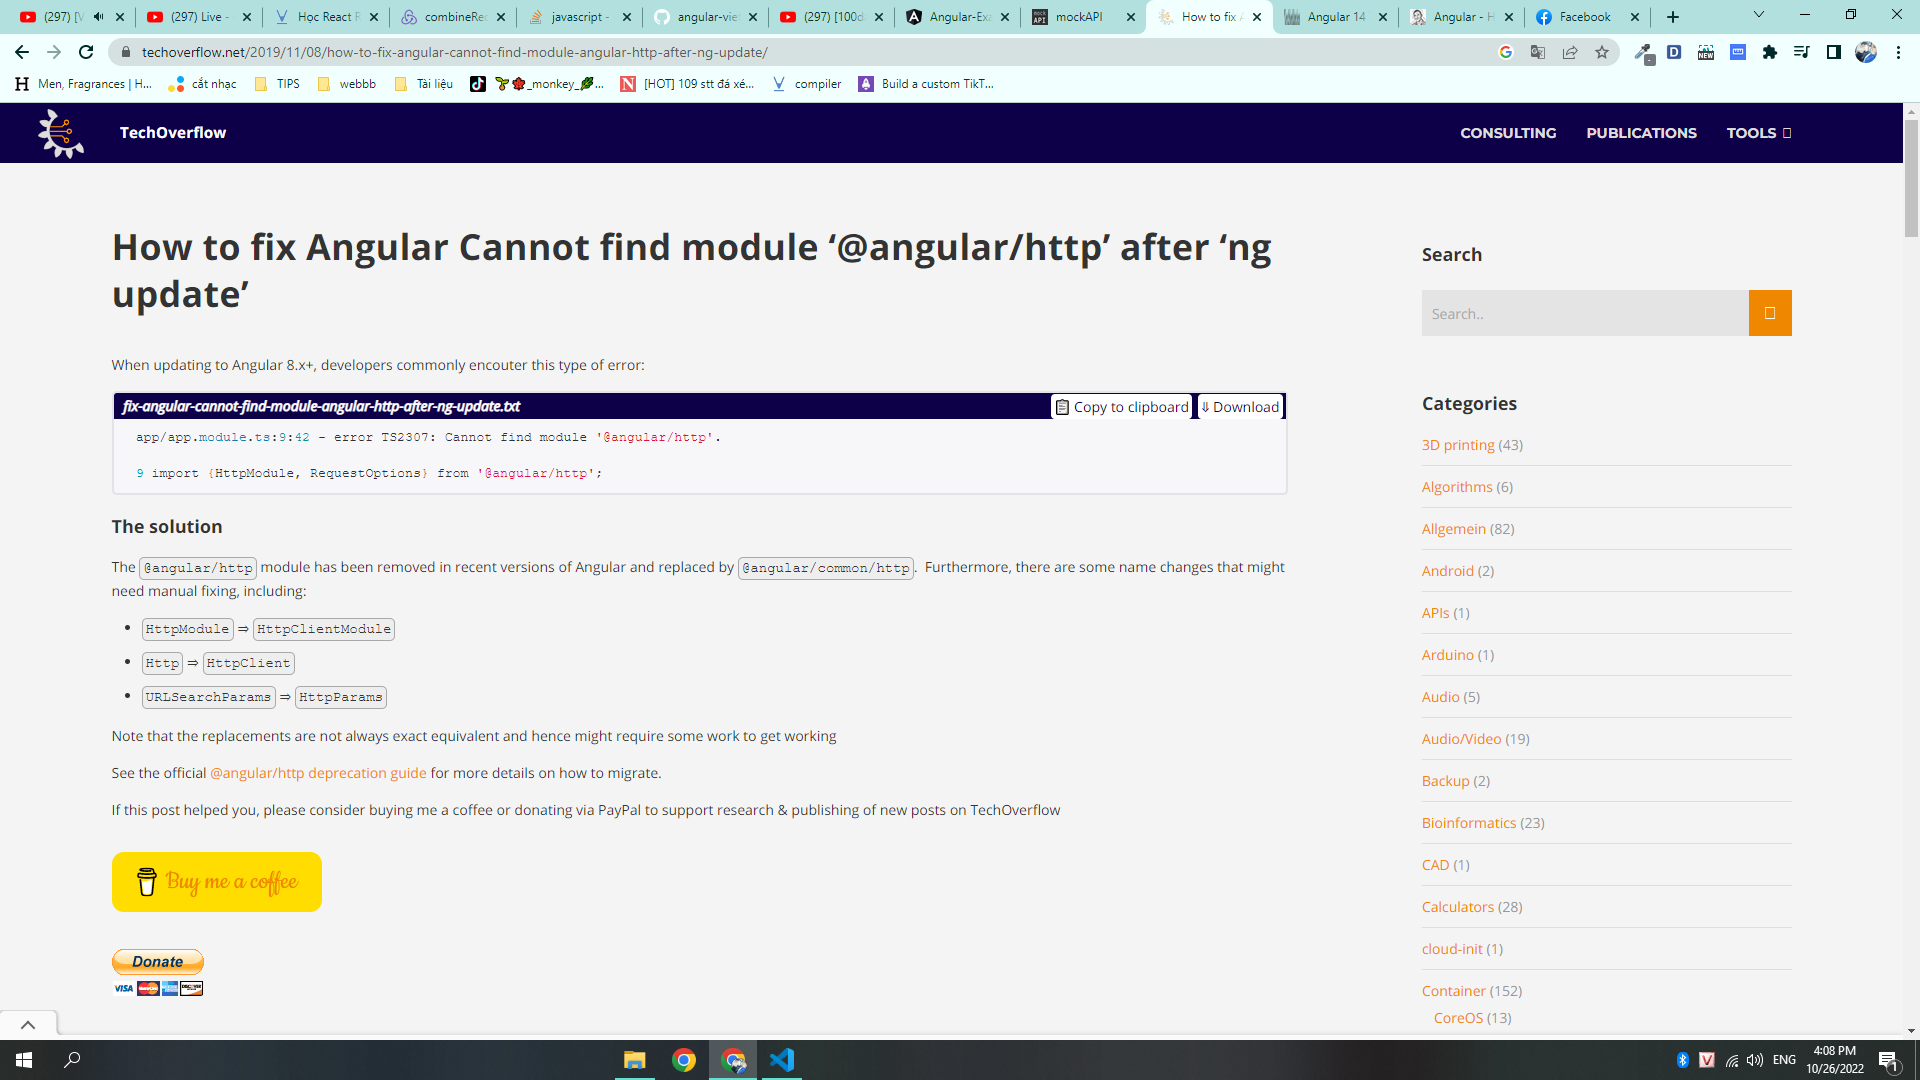 (297) [V
(297) Live -
Học React R
combineRed
javascript -
angular-vie
(297) [100d
Angular-Exa
mockAPI
How to fix A
Angular 14
Angular - H
Facebook
techoverflow.net/2019/11/08/how-to-fix-angular-cannot-find-module-angular-http-after-ng-update/
Men, Fragrances | H...
cắt nhạc
TIPS
webbb
Tài liệu
_monkey_ ...
[HOT] 109 stt đá xé...
compiler
Build a custom TikT...
TechOverflow
CONSULTING
PUBLICATIONS
TOOLS
How to fix Angular Cannot find module ‘@angular/http’ after ‘ng
update’
When updating to Angular 8.x+, developers commonly encouter this type of error:
fix-angular-cannot-find-module-angular-http-after-ng-update.txt
Copy to clipboard
⇓ Download
app/app.module.ts:9:42 - error TS2307: Cannot find module '@angular/http'.
9 import {HttpModule, RequestOptions} from '@angular/http';
The solution
The @angular/http module has been removed in recent versions of Angular and replaced by @angular/common/http. Furthermore, there are some name changes that might
need manual fixing, including:
• HttpModule ⇒ HttpClientModule
• Http ⇒ HttpClient
• URLSearchParams ⇒ HttpParams
Note that the replacements are not always exact equivalent and hence might require some work to get working
See the official @angular/http deprecation guide for more details on how to migrate.
If this post helped you, please consider buying me a coffee or donating via PayPal to support research & publishing of new posts on TechOverflow
Buy me a coffee
Donate
VISA
Search
Search..
Categories
3D printing (43)
Algorithms (6)
Allgemein (82)
Android (2)
APIs (1)
Arduino (1)
Audio (5)
Audio/Video (19)
Backup (2)
Bioinformatics (23)
CAD (1)
Calculators (28)
cloud-init (1)
Container (152)
CoreOS (13)
ENG
4:08 PM
10/26/2022
1